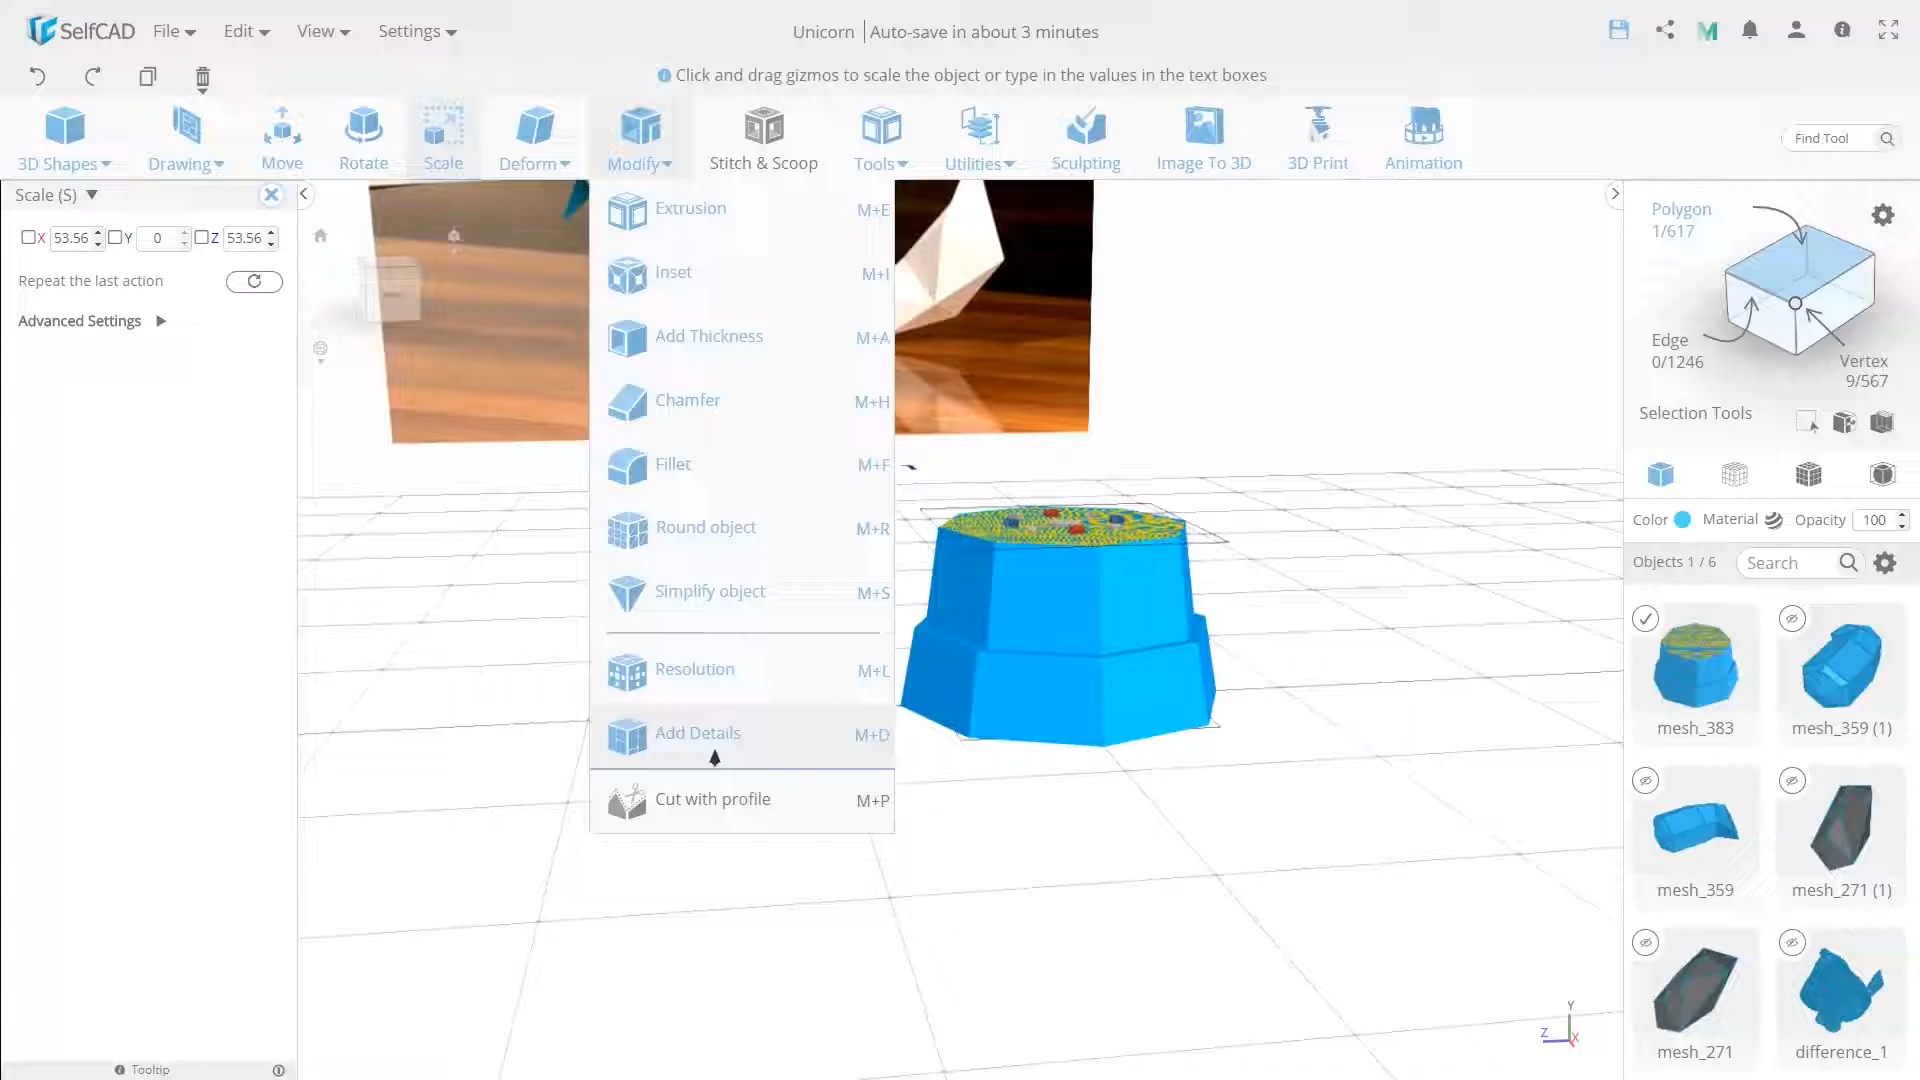 SelfCAD File Edit View Settings
Unicorn | Auto-save in about 3 minutes
Click and drag gizmos to scale the object or type in the values in the text boxes
3D Shapes Drawing Move Rotate Scale Deform Modify Stitch & Scoop Tools Utilities Sculpting Image To 3D 3D Print Animation
Find Tool
Scale (S)
X 53.56 Y 0 Z 53.56
Repeat the last action
Advanced Settings
Extrusion M+E
Inset M+I
Add Thickness M+A
Chamfer M+H
Fillet M+F
Round object M+R
Simplify object M+S
Resolution M+L
Add Details M+D
Cut with profile M+P
Polygon
1/617
Edge
0/1246
Vertex
9/567
Selection Tools
Color Material Opacity 100
Objects 1 / 6 Search
mesh_383 mesh_359 (1)
mesh_359 mesh_271 (1)
mesh_271 difference_1
Y
Z X
Tooltip